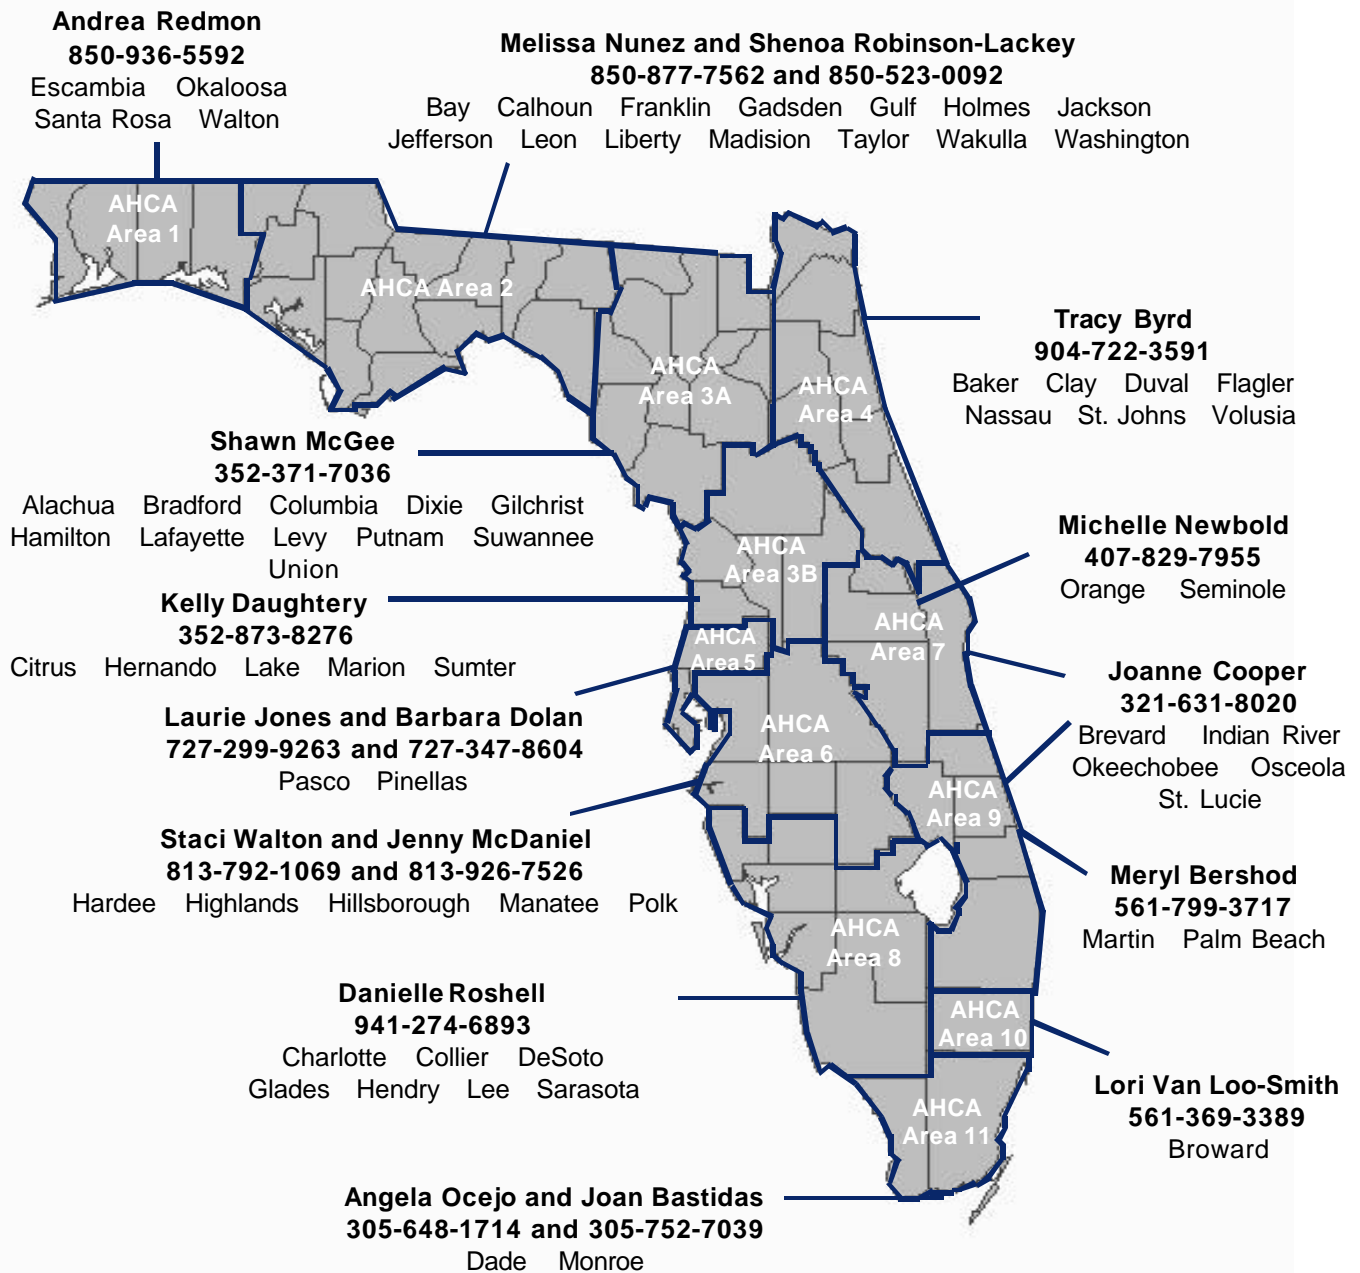 Andrea Redmon
850-936-5592
Escambia Okaloosa
Santa Rosa Walton
Melissa Nunez and Shenoa Robinson-Lackey
850-877-7562 and 850-523-0092
Bay Calhoun Franklin Gadsden Gulf Holmes Jackson
Jefferson Leon Liberty Madision Taylor Wakulla Washington
AHCA
Area 1
AHCA Area 2
AHCA
Area 3A
AHCA
Area 4
Tracy Byrd
904-722-3591
Baker Clay Duval Flagler
Nassau St. Johns Volusia
Shawn McGee
352-371-7036
Alachua Bradford Columbia Dixie Gilchrist
Hamilton Lafayette Levy Putnam Suwannee
Union
AHCA
Area 3B
Michelle Newbold
407-829-7955
Orange Seminole
Kelly Daughtery
352-873-8276
Citrus Hernando Lake Marion Sumter
AHCA
Area 5
AHCA
Area 7
Joanne Cooper
321-631-8020
Brevard Indian River
Okeechobee Osceola
St. Lucie
Laurie Jones and Barbara Dolan
727-299-9263 and 727-347-8604
Pasco Pinellas
AHCA
Area 6
AHCA
Area 9
Staci Walton and Jenny McDaniel
813-792-1069 and 813-926-7526
Hardee Highlands Hillsborough Manatee Polk
Meryl Bershod
561-799-3717
Martin Palm Beach
AHCA
Area 8
Danielle Roshell
941-274-6893
Charlotte Collier DeSoto
Glades Hendry Lee Sarasota
AHCA
Area 10
Lori Van Loo-Smith
561-369-3389
Broward
AHCA
Area 11
Angela Ocejo and Joan Bastidas
305-648-1714 and 305-752-7039
Dade Monroe